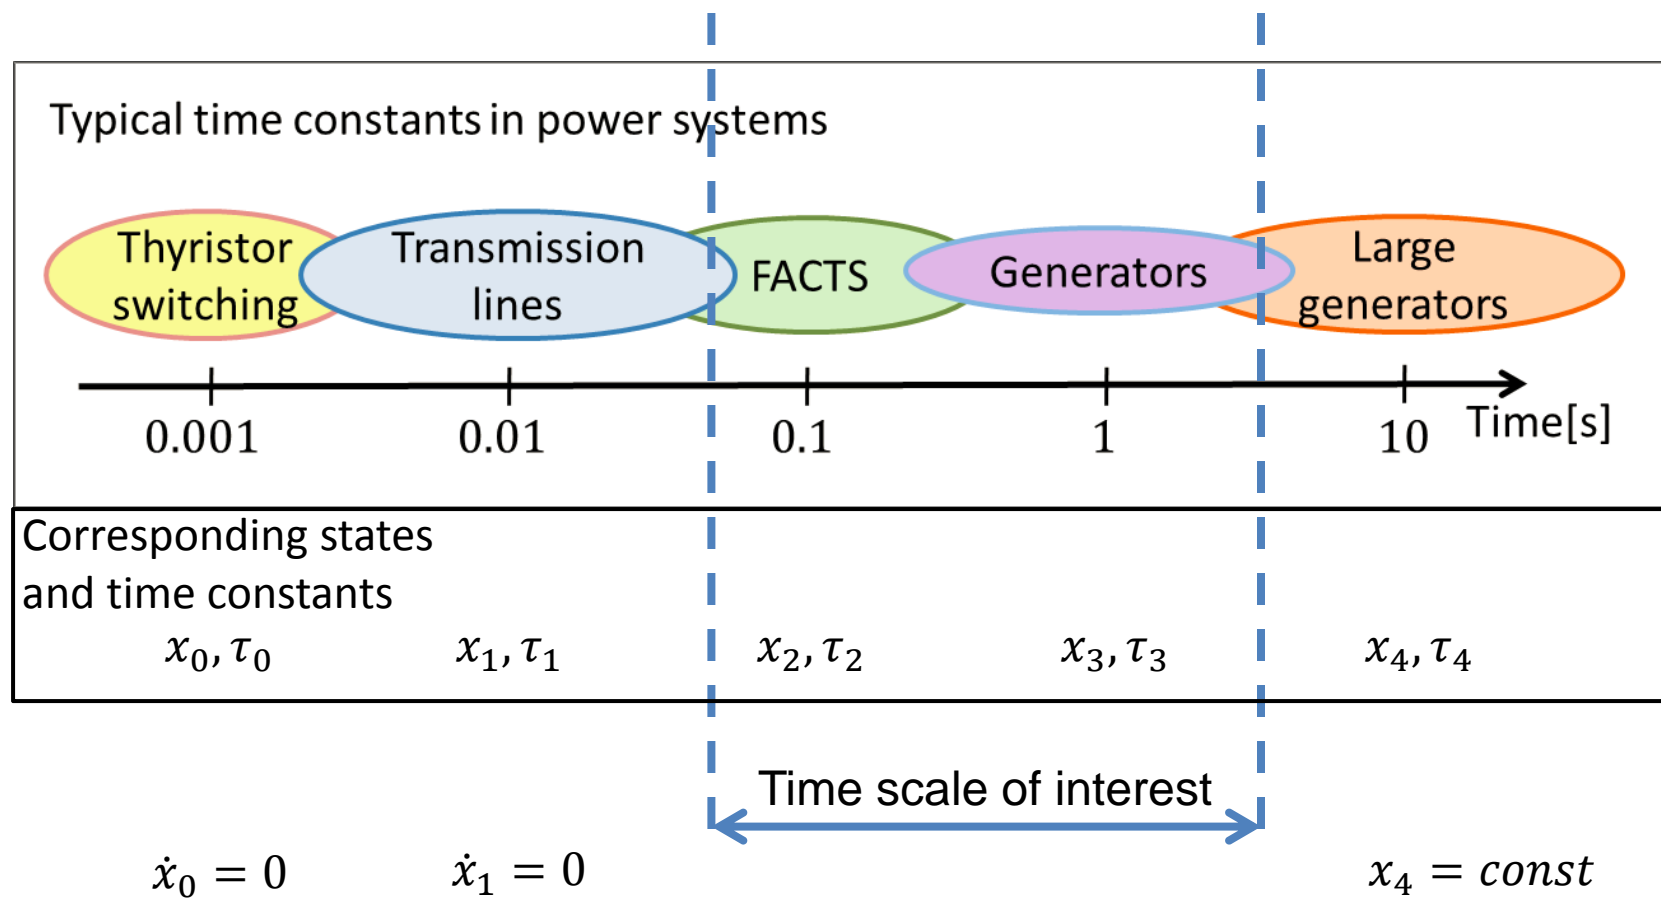 Typical time constants in power systems
Thyristor
switching
Transmission
lines
FACTS
Generators
Large
generators
0.001 0.01 0.1 1 10 Time[s]
Corresponding states
and time constants
x₀, τ₀ x₁, τ₁ x₂, τ₂ x₃, τ₃ x₄, τ₄
Time scale of interest
ẋ₀ = 0 ẋ₁ = 0 x₄ = const